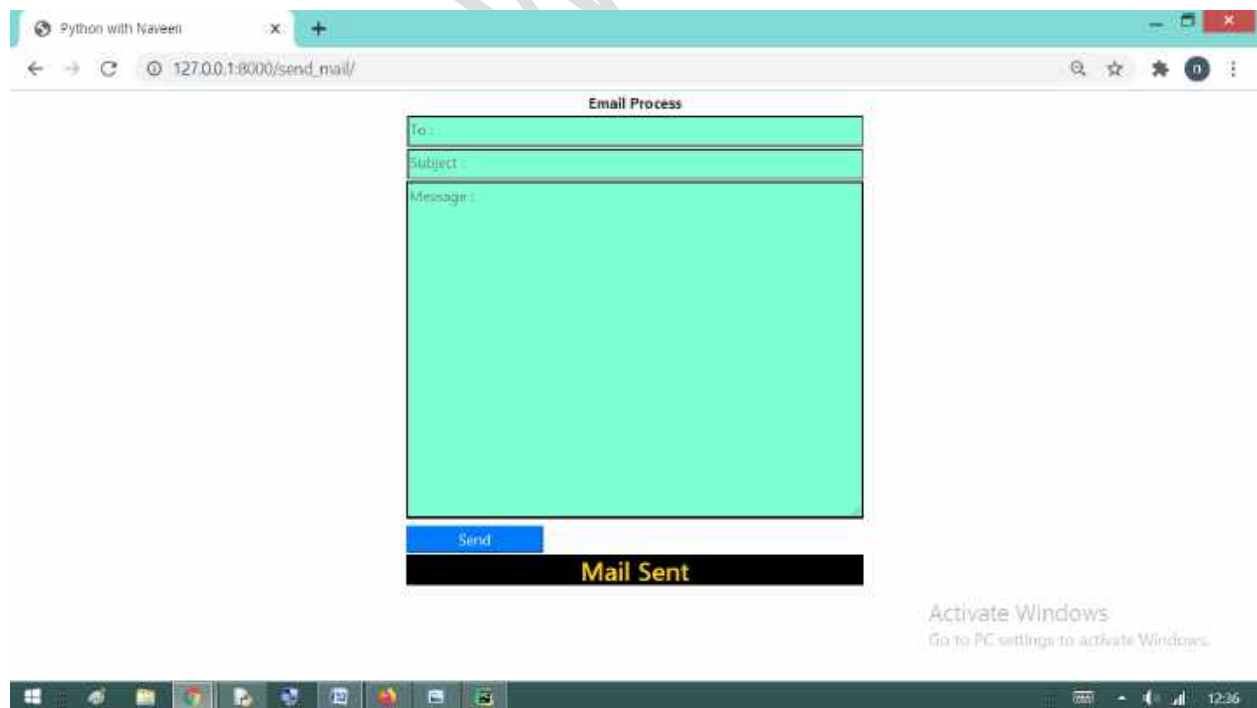 Python with Naveen
127.0.0.1:8000/send_mail/
Email Process
To :
Subject :
Message :
Send
Mail Sent
Activate Windows
Go to PC settings to activate Windows.
12:36